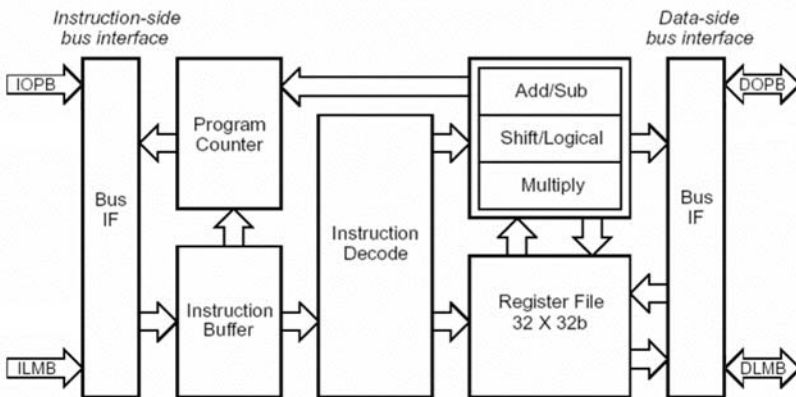 Instruction-side
bus interface
Data-side
bus interface
IOPB
DOPB
Program
Counter
Add/Sub
Shift/Logical
Multiply
Bus
IF
Bus
IF
Instruction
Decode
Instruction
Buffer
Register File
32 X 32b
ILMB
DLMB